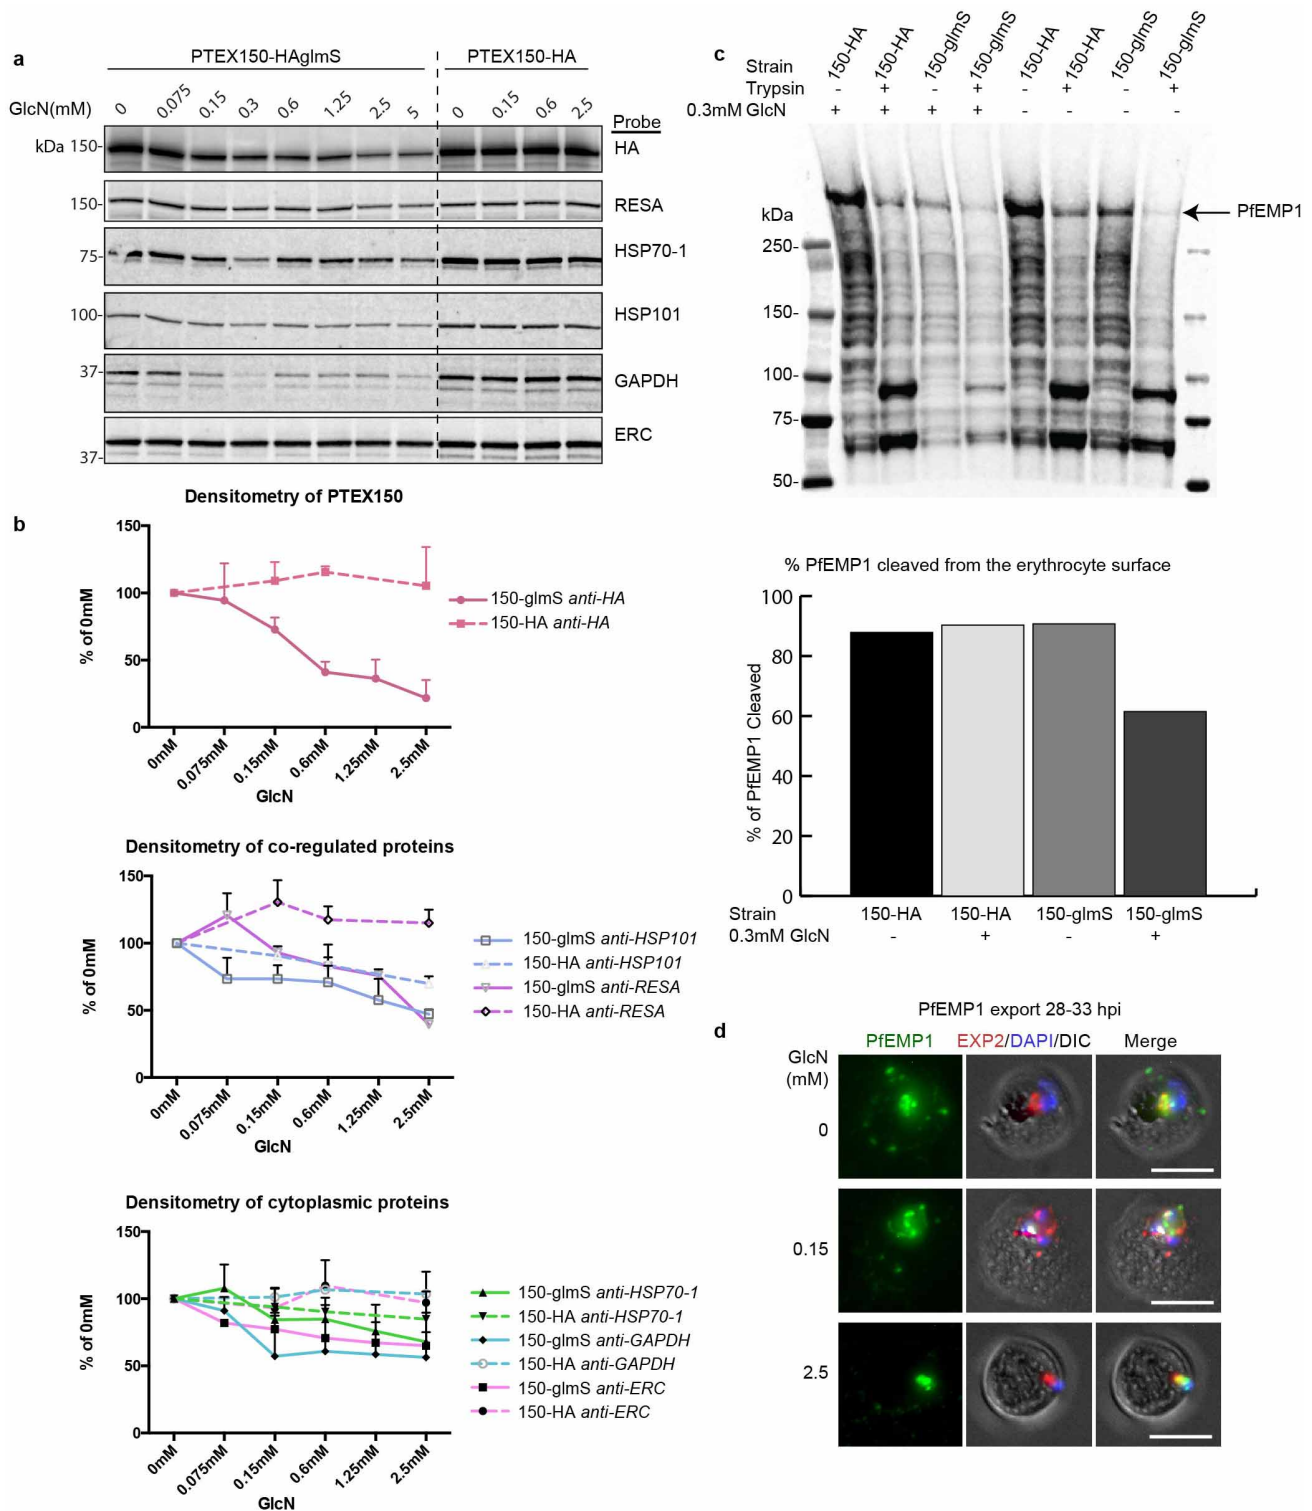 a
PTEX150-HAglmS PTEX150-HA
GlcN(mM) 0 0.075 0.15 0.3 0.6 1.25 2.5 5 0 0.15 0.6 2.5
Probe
kDa 150- HA
150- RESA
75- HSP70-1
100- HSP101
37- GAPDH
ERC
37-
b
Densitometry of PTEX150
% of 0mM
150
100
50
0
0mM 0.075mM 0.15mM 0.6mM 1.25mM 2.5mM
GlcN
150-glmS anti-HA
150-HA anti-HA
Densitometry of co-regulated proteins
% of 0mM
150
100
50
0
0mM 0.075mM 0.15mM 0.6mM 1.25mM 2.5mM
GlcN
150-glmS anti-HSP101
150-HA anti-HSP101
150-glmS anti-RESA
150-HA anti-RESA
Densitometry of cytoplasmic proteins
% of 0mM
150
100
50
0
0mM 0.075mM 0.15mM 0.6mM 1.25mM 2.5mM
GlcN
150-glmS anti-HSP70-1
150-HA anti-HSP70-1
150-glmS anti-GAPDH
150-HA anti-GAPDH
150-glmS anti-ERC
150-HA anti-ERC
c
Strain 150-HA 150-HA 150-glmS 150-glmS 150-HA 150-HA 150-glmS 150-glmS
Trypsin - + - + - + - +
0.3mM GlcN + + + + - - - -
kDa
PfEMP1
250-
150-
100-
75-
50-
% PfEMP1 cleaved from the erythrocyte surface
% of PfEMP1 Cleaved
100
80
60
40
20
0
Strain 150-HA 150-HA 150-glmS 150-glmS
0.3mM GlcN - + - +
d
PfEMP1 export 28-33 hpi
PfEMP1 EXP2/DAPI/DIC Merge
GlcN
(mM)
0
0.15
2.5